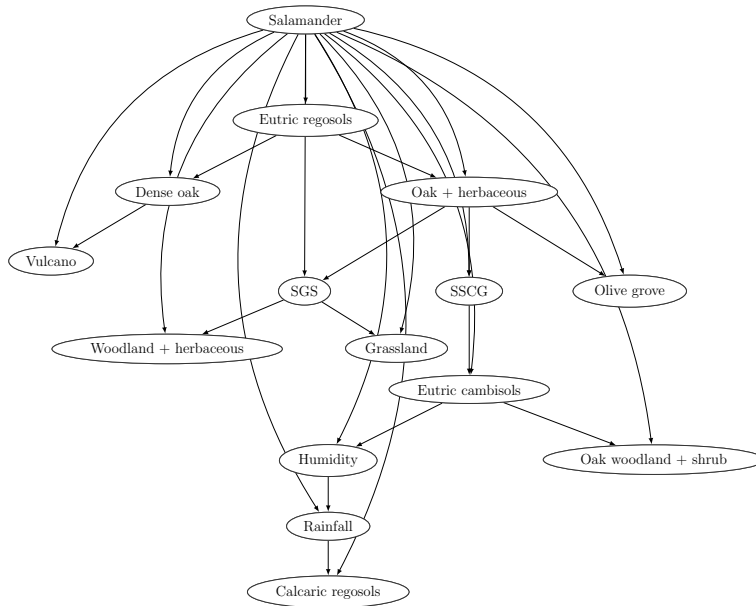 Salamander
Eutric regosols
Dense oak
Oak + herbaceous
Vulcano
SGS
SSCG
Olive grove
Woodland + herbaceous
Grassland
Eutric cambisols
Humidity
Oak woodland + shrub
Rainfall
Calcaric regosols